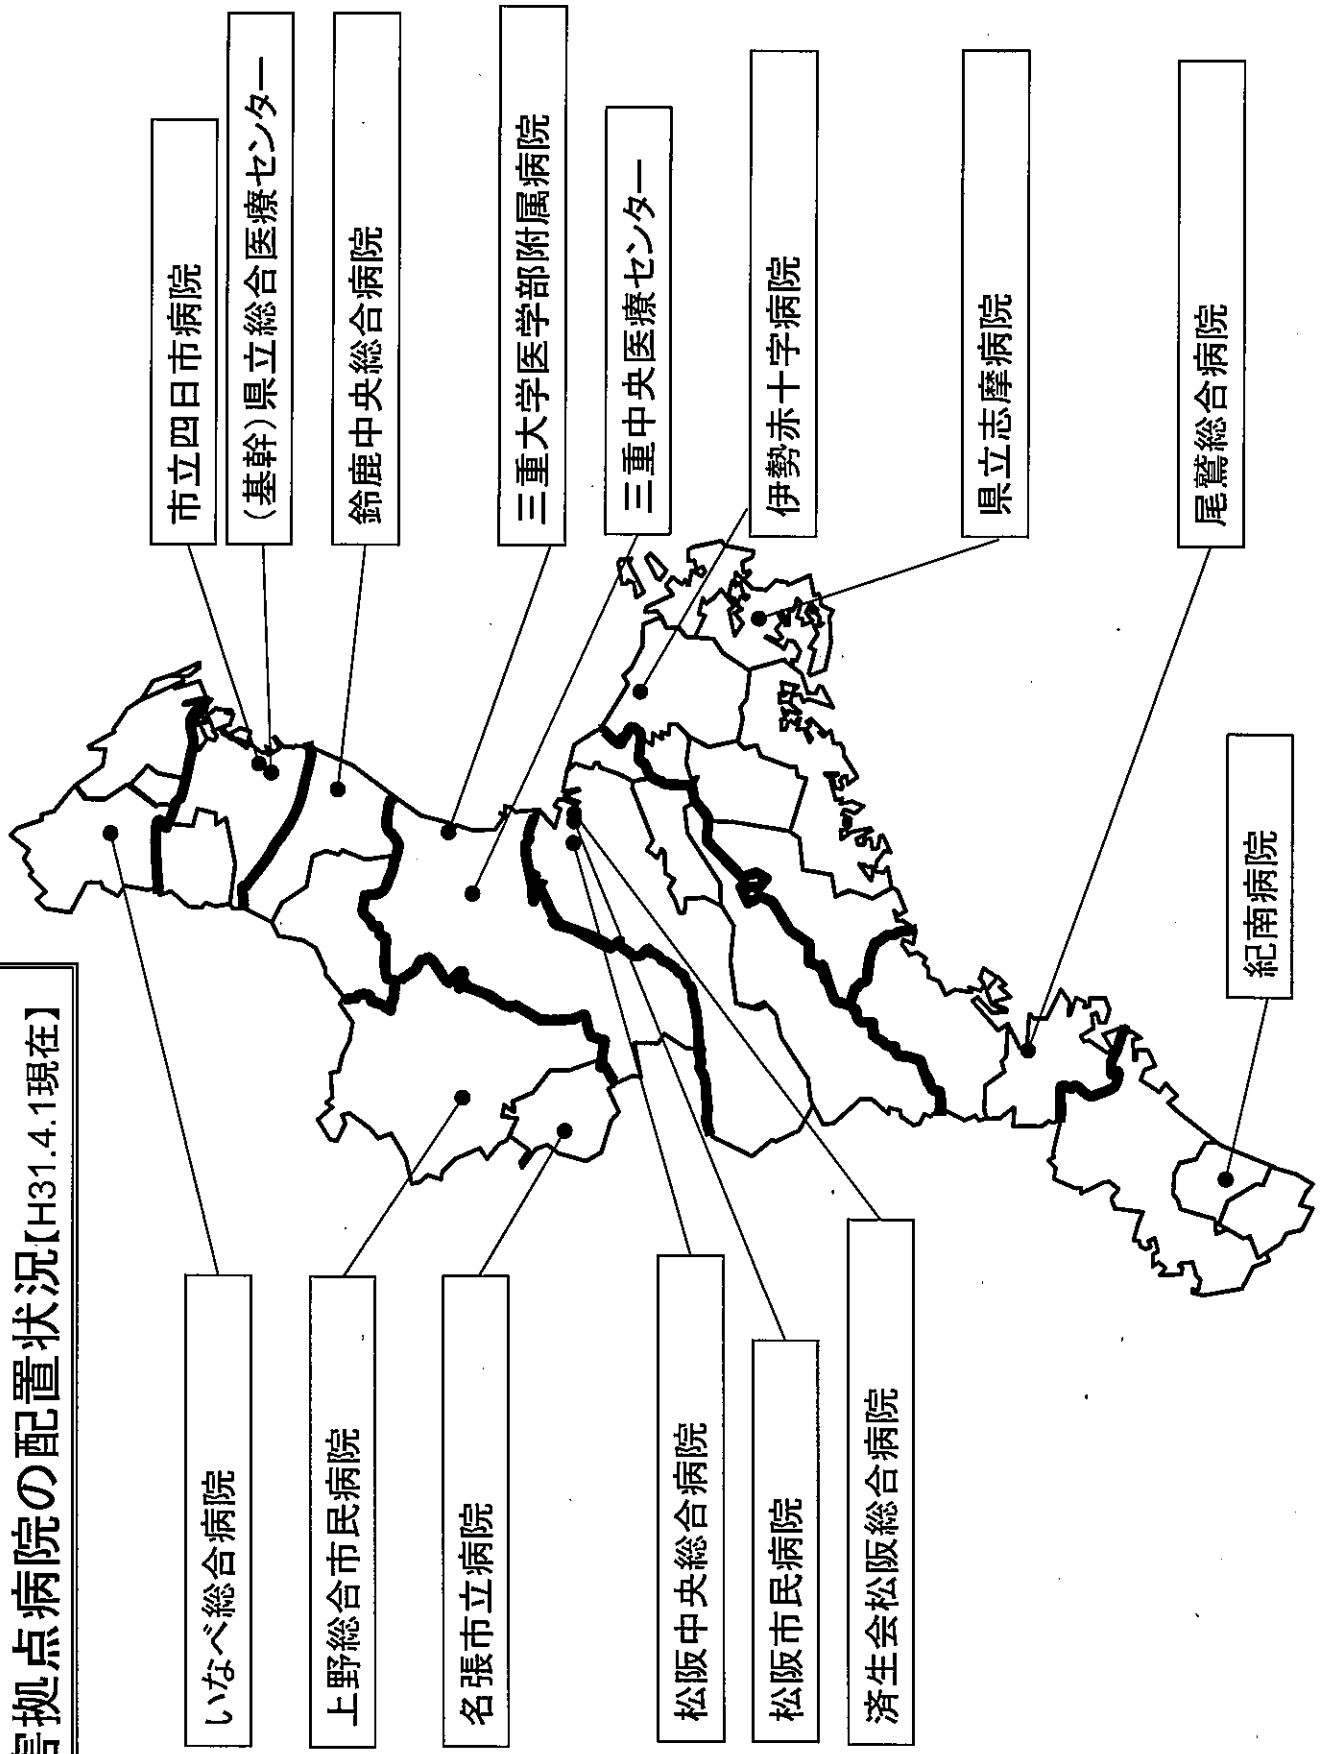 害拠点病院の配置状況【H31.4.1現在】
市立四日市病院
(基幹)県立総合医療センター
鈴鹿中央総合病院
三重大学医学部附属病院
三重中央医療センター
伊勢赤十字病院
県立志摩病院
尾鷲総合病院
紀南病院
いなべ総合病院
上野総合市民病院
名張市立病院
松阪中央総合病院
松阪市民病院
済生会松阪総合病院